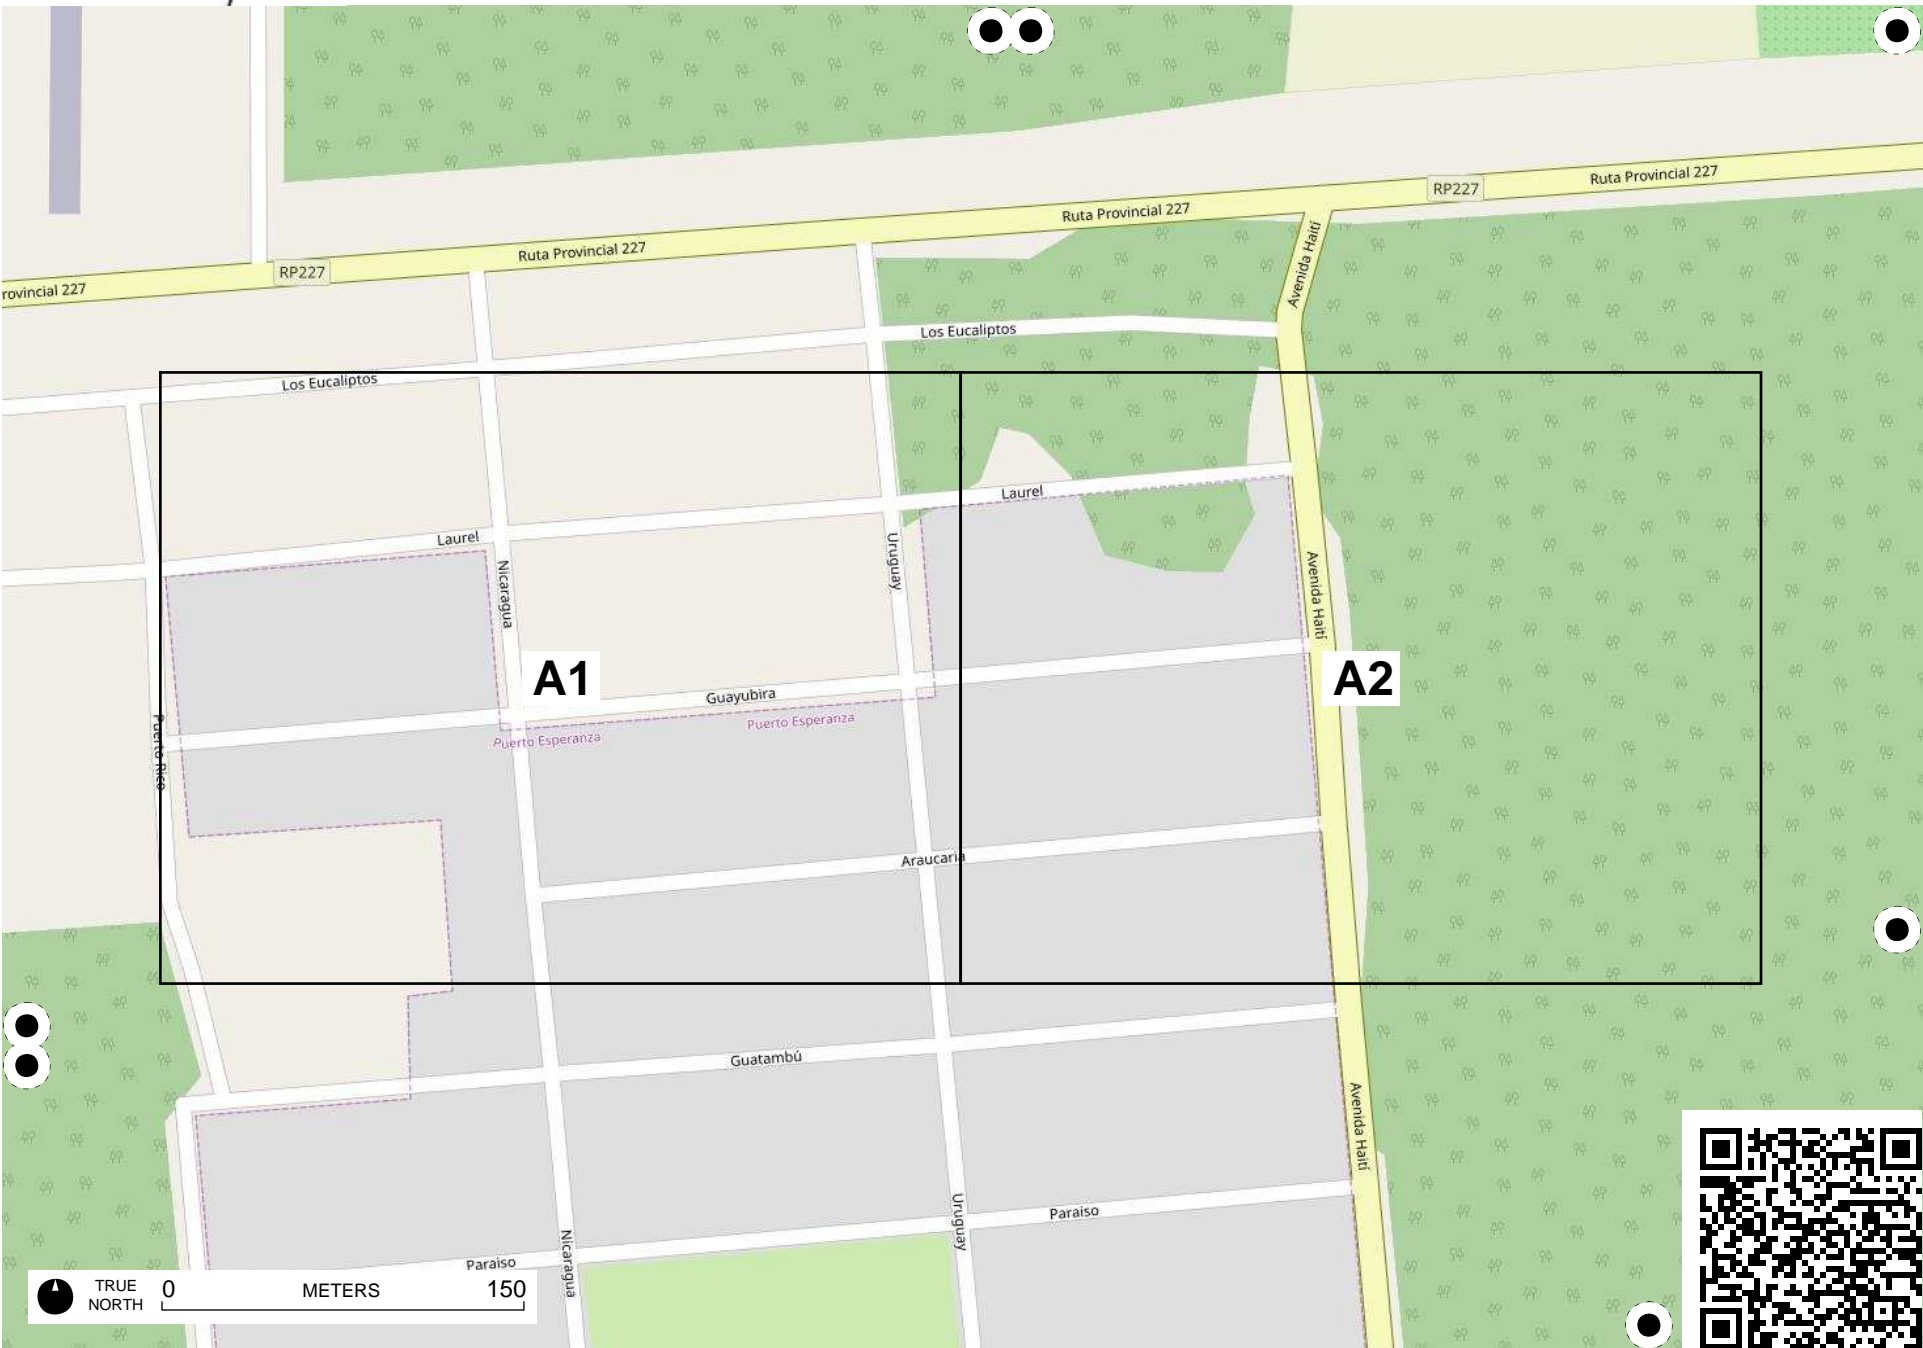 Ruta Provincial 227
RP227
Ruta Provincial 227
Avenida Haití
Ruta Provincial 227
RP227
rovincial 227
Los Eucaliptos
Los Eucaliptos
Laurel
Laurel
Uruguay
Nicaragua
Avenida Haití
A1
A2
Guayubira
Puerto Esperanza
Puerto Esperanza
Puerto Rico
Araucaria
Guatambú
Avenida Haití
Uruguay
Paraiso
Nicaragua
Paraiso
TRUE
NORTH
0 METERS 150